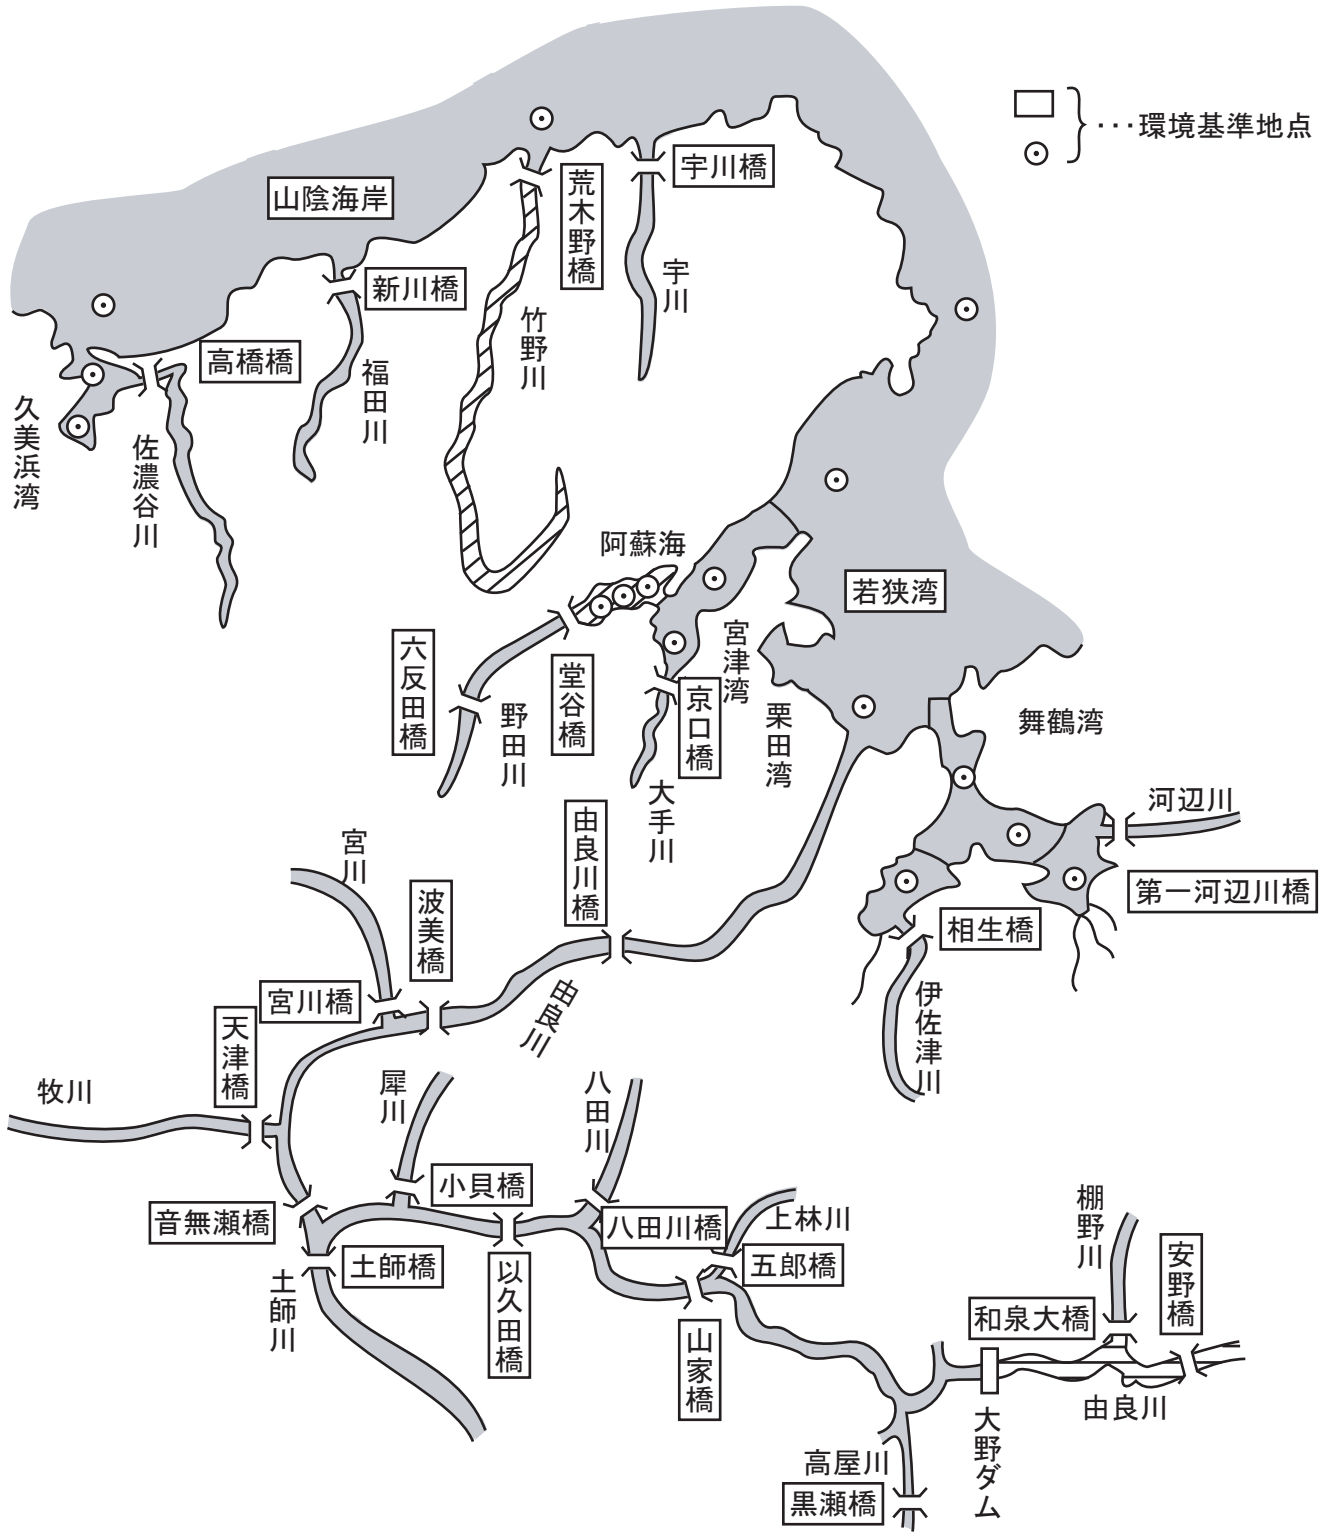 ･･･環境基準地点
山陰海岸
宇川橋
荒木野橋
宇川
新川橋
竹野川
高橋橋
福田川
久美浜湾
佐濃谷川
阿蘇海
若狭湾
六反田橋
堂谷橋
宮津湾
京口橋
野田川
栗田湾
舞鶴湾
大手川
河辺川
由良川橋
宮川
第一河辺川橋
波美橋
相生橋
宮川橋
由良川
伊佐津川
天津橋
牧川
犀川
八田川
小貝橋
音無瀬橋
八田川橋
上林川
棚野川
土師橋
五郎橋
安野橋
土師川
以久田橋
和泉大橋
山家橋
由良川
大野ダム
高屋川
黒瀬橋